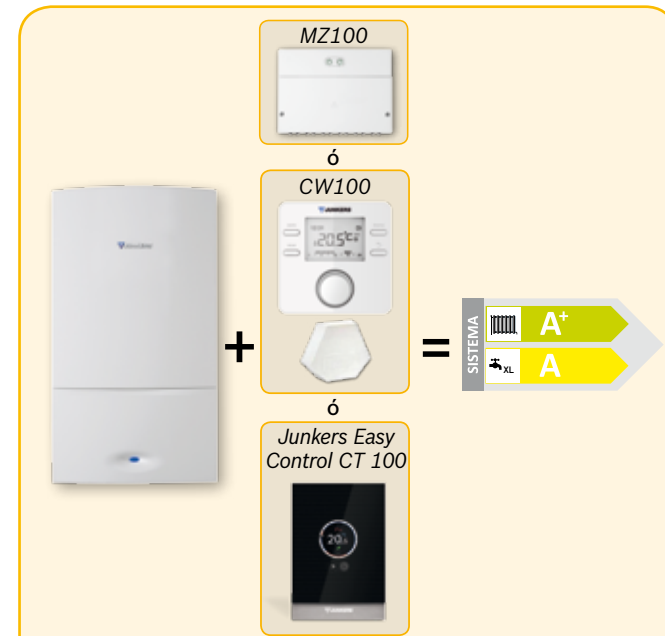 MZ100
ó
CW100
JUNKERS
20.5°C
+
=
SISTEMA
A+
XL
A
ó
Junkers Easy
Control CT 100
20.
JUNKERS